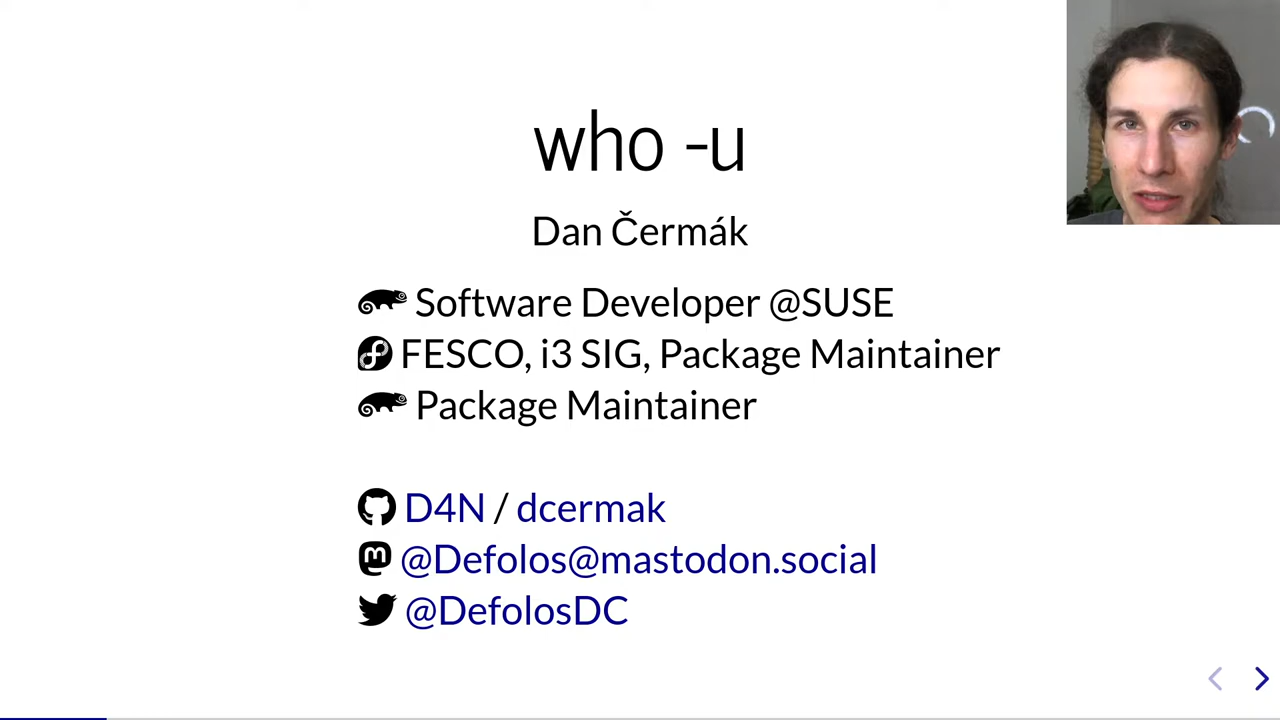 who -u
Dan Čermák
Software Developer @SUSE
FESCO, i3 SIG, Package Maintainer
Package Maintainer
D4N / dcermak
@Defolos@mastodon.social
@DefolosDC